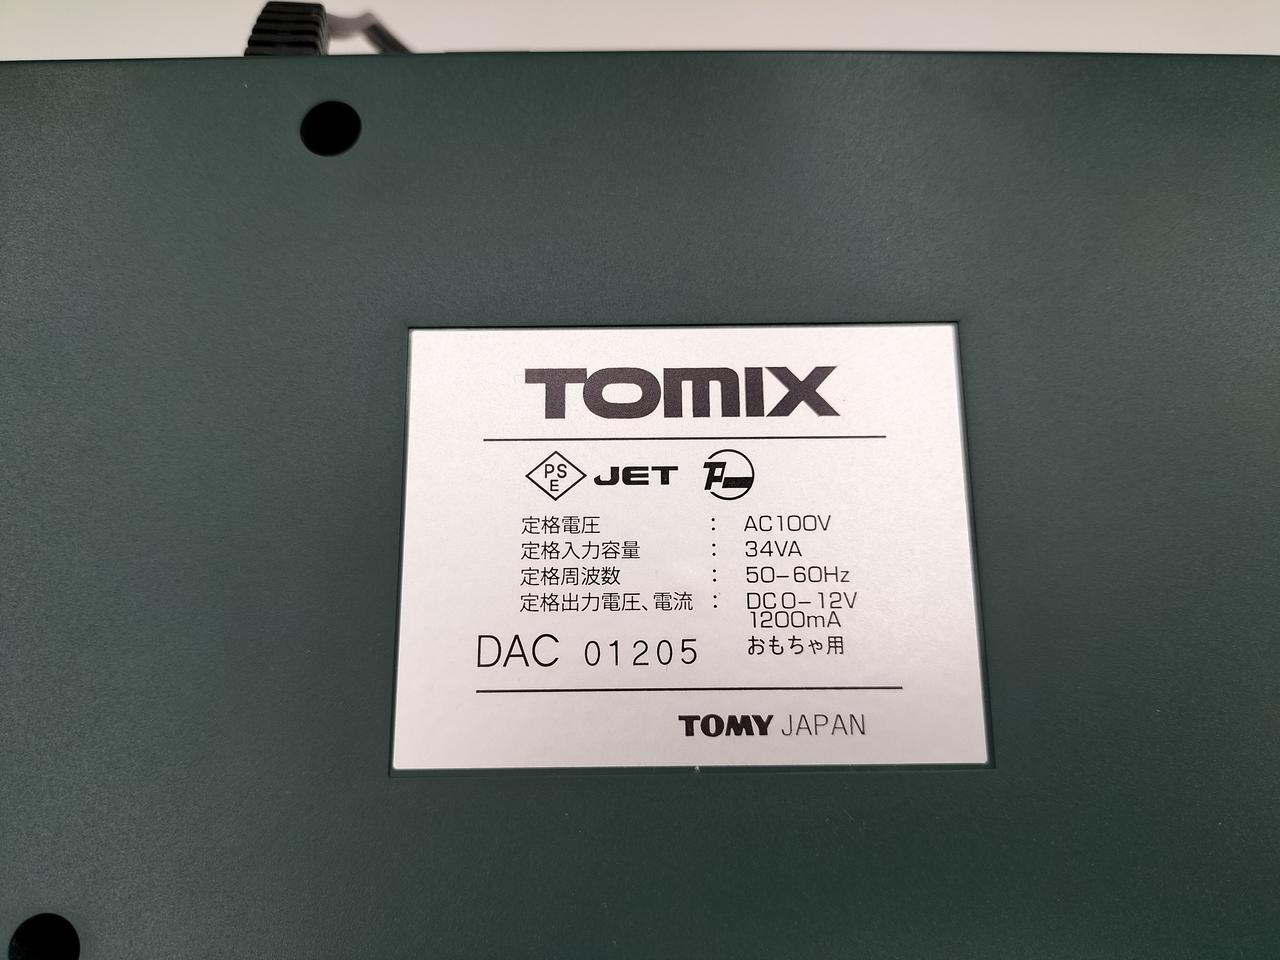 TOMIX
PS
E
JET
定格電圧 : AC100V
定格入力容量 : 34VA
定格周波数 : 50-60Hz
定格出力電圧、電流 : DC0-12V
1200mA
おもちゃ用
DAC 01205
TOMY JAPAN